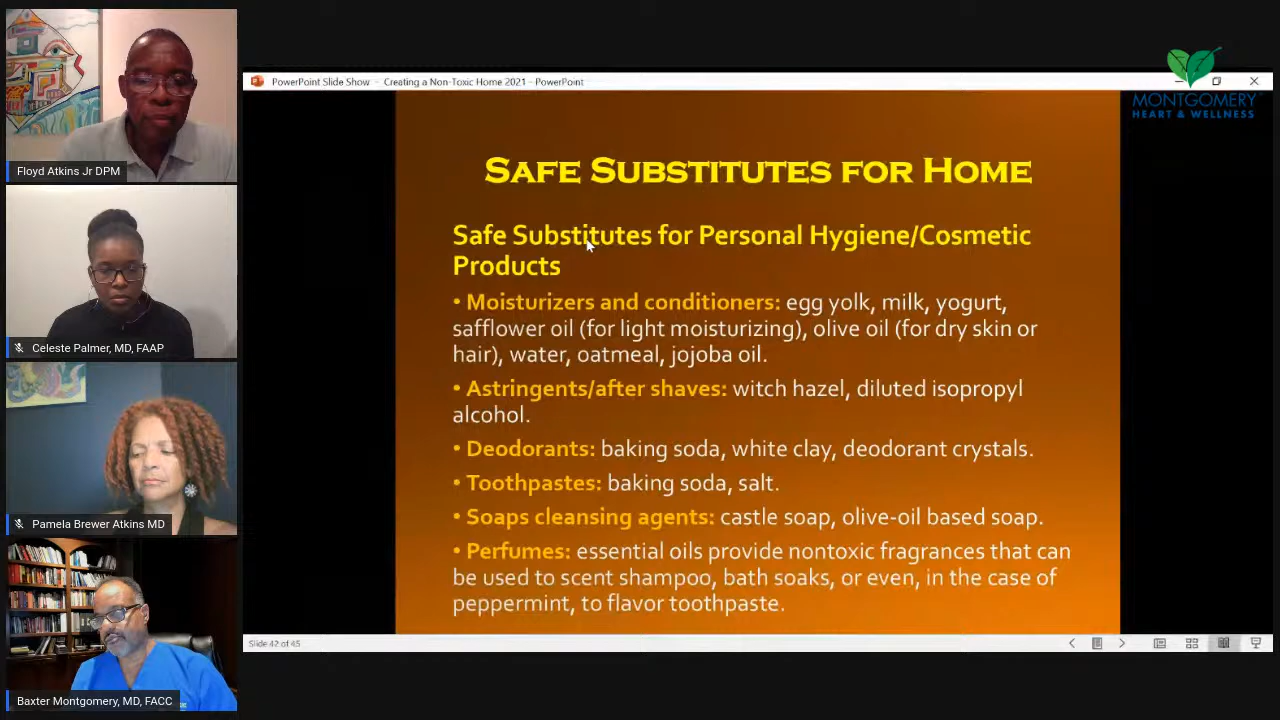 Floyd Atkins Jr DPM
Celeste Palmer, MD, FAAP
Pamela Brewer Atkins MD
Baxter Montgomery, MD, FACC
PowerPoint Slide Show - Creating a Non-Toxic Home 2021 - PowerPoint
MONTGOMERY
HEART & WELLNESS
SAFE SUBSTITUTES FOR HOME
Safe Substitutes for Personal Hygiene/Cosmetic
Products
• Moisturizers and conditioners: egg yolk, milk, yogurt,
safflower oil (for light moisturizing), olive oil (for dry skin or
hair), water, oatmeal, jojoba oil.
• Astringents/after shaves: witch hazel, diluted isopropyl
alcohol.
• Deodorants: baking soda, white clay, deodorant crystals.
• Toothpastes: baking soda, salt.
• Soaps cleansing agents: castle soap, olive-oil based soap.
• Perfumes: essential oils provide nontoxic fragrances that can
be used to scent shampoo, bath soaks, or even, in the case of
peppermint, to flavor toothpaste.
Slide 42 of 45